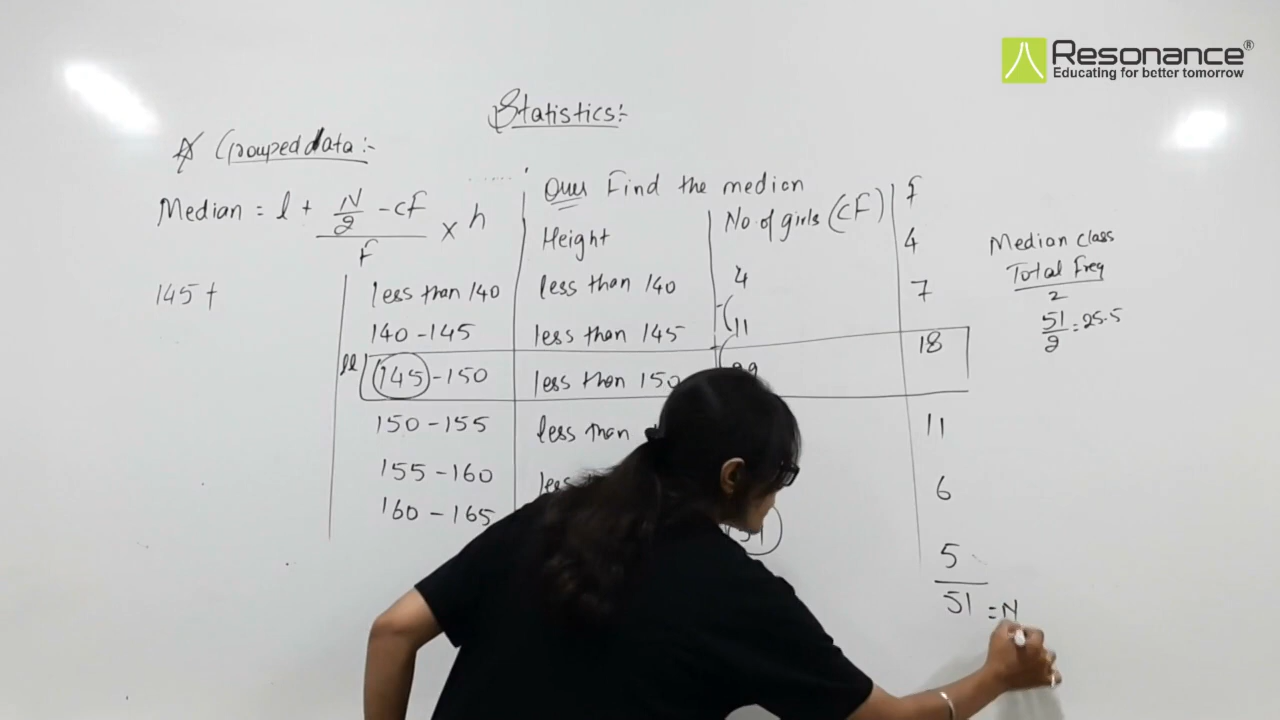 Resonance®
Educating for better tomorrow
Statistics:-
Grouped data:-
Median = l + N/2 - cf / f × h
145 +
Ques Find the median
Height No. of girls (CF) f
4
less than 140 less than 140 4 7
140-145 less than 145 11 18
145-150 less than 150
150-155 less than 11
155-160 6
160-165 51 5
51 = N
Median class
Total freq
2
51/2 = 25.5